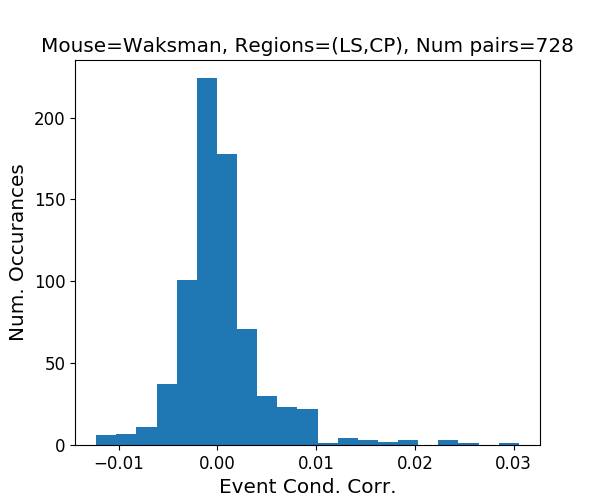 Mouse=Waksman, Regions=(LS,CP), Num pairs=728
Num. Occurances
200
150
100
50
0
−0.01 0.00 0.01 0.02 0.03
Event Cond. Corr.